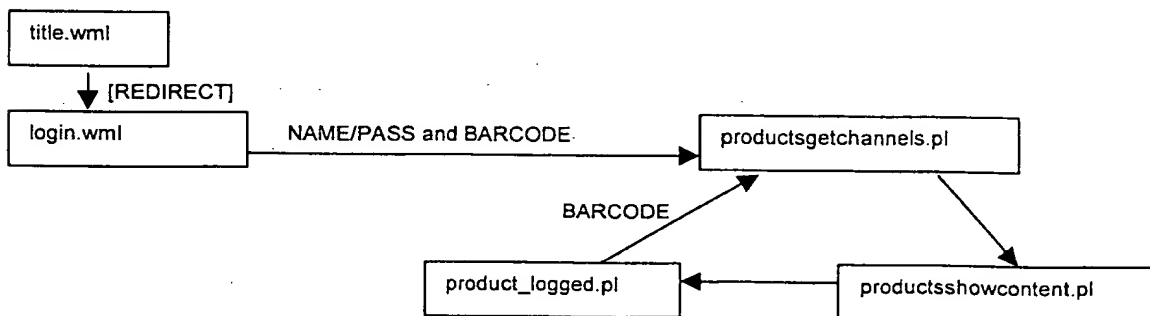 title.wml
[REDIRECT]
login.wml
NAME/PASS and BARCODE
productsgetchannels.pl
BARCODE
product_logged.pl
productsshowcontent.pl